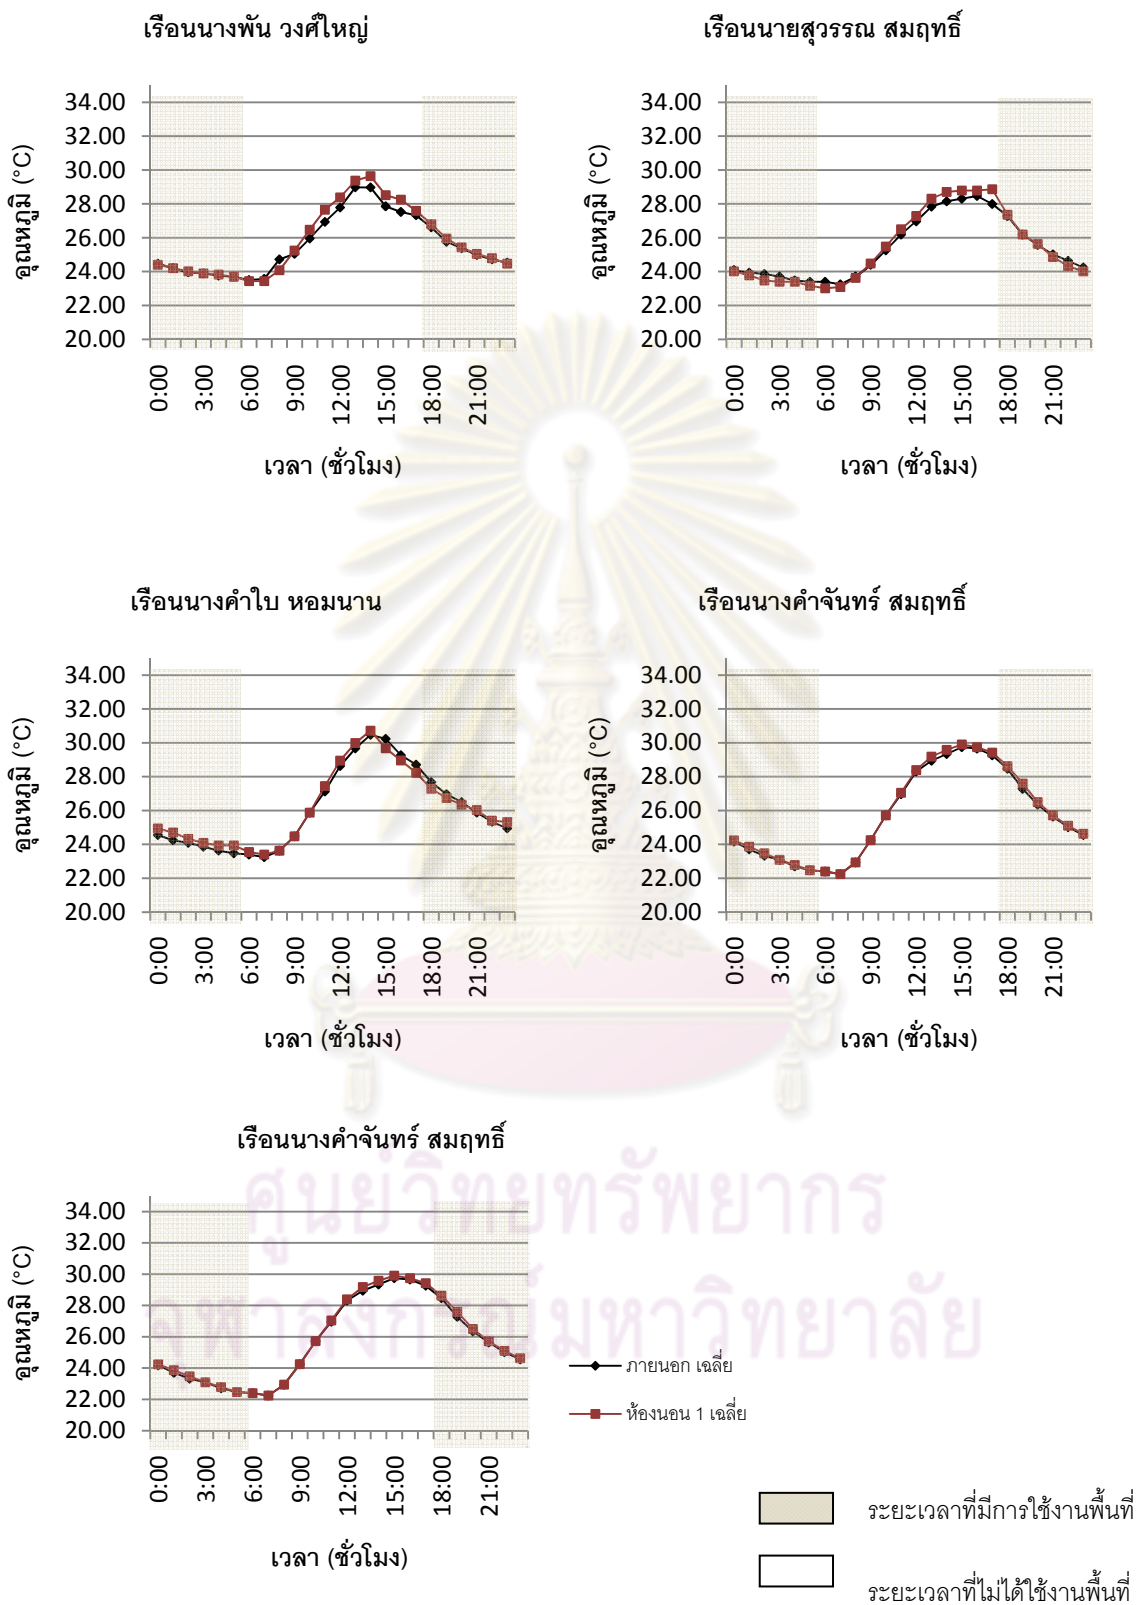 เรือนนางพัน วงศ์ใหญ่
อุณหภูมิ (°C)
34.00
32.00
30.00
28.00
26.00
24.00
22.00
20.00
0:00 3:00 6:00 9:00 12:00 15:00 18:00 21:00
เวลา (ชั่วโมง)
เรือนนายสุวรรณ สมฤทธิ์
อุณหภูมิ (°C)
34.00
32.00
30.00
28.00
26.00
24.00
22.00
20.00
0:00 3:00 6:00 9:00 12:00 15:00 18:00 21:00
เวลา (ชั่วโมง)
เรือนนางคำใบ หอมนาน
อุณหภูมิ (°C)
34.00
32.00
30.00
28.00
26.00
24.00
22.00
20.00
0:00 3:00 6:00 9:00 12:00 15:00 18:00 21:00
เวลา (ชั่วโมง)
เรือนนางคำจันทร์ สมฤทธิ์
อุณหภูมิ (°C)
34.00
32.00
30.00
28.00
26.00
24.00
22.00
20.00
0:00 3:00 6:00 9:00 12:00 15:00 18:00 21:00
เวลา (ชั่วโมง)
เรือนนางคำจันทร์ สมฤทธิ์
อุณหภูมิ (°C)
34.00
32.00
30.00
28.00
26.00
24.00
22.00
20.00
0:00 3:00 6:00 9:00 12:00 15:00 18:00 21:00
เวลา (ชั่วโมง)
ศูนย์วิทยทรัพยากร
จุฬาลงกรณ์มหาวิทยาลัย
ภายนอก เฉลี่ย
ห้องนอน 1 เฉลี่ย
ระยะเวลาที่มีการใช้งานพื้นที่
ระยะเวลาที่ไม่ได้ใช้งานพื้นที่